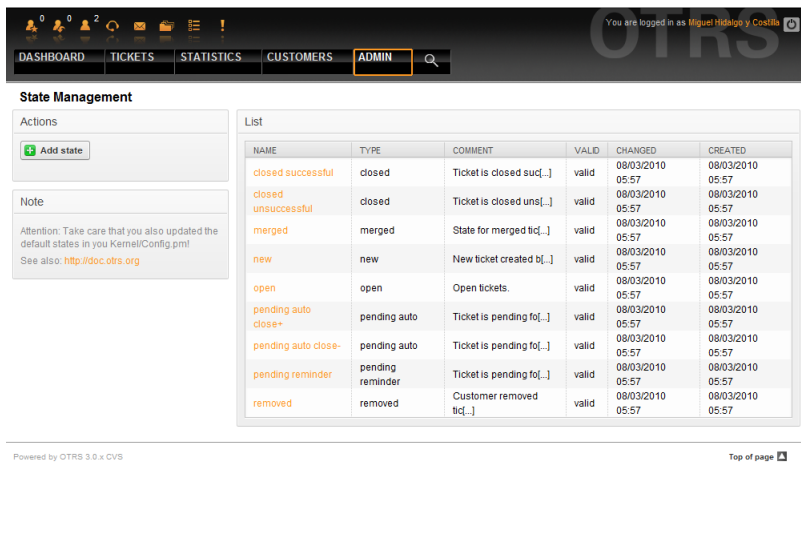 0 0 2
You are logged in as Miguel Hidalgo y Costilla
OTRS
DASHBOARD TICKETS STATISTICS CUSTOMERS ADMIN
State Management
Actions
Add state
Note
Attention: Take care that you also updated the
default states in you Kernel/Config.pm!
See also: http://doc.otrs.org
List
NAME TYPE COMMENT VALID CHANGED CREATED
closed successful closed Ticket is closed suc[...] valid 08/03/2010 08/03/2010
05:57 05:57
closed closed Ticket is closed uns[...] valid 08/03/2010 08/03/2010
unsuccessful 05:57 05:57
merged merged State for merged tic[...] valid 08/03/2010 08/03/2010
05:57 05:57
new new New ticket created b[...] valid 08/03/2010 08/03/2010
05:57 05:57
open open Open tickets. valid 08/03/2010 08/03/2010
05:57 05:57
pending auto pending auto Ticket is pending fo[...] valid 08/03/2010 08/03/2010
close+ 05:57 05:57
pending auto close- pending auto Ticket is pending fo[...] valid 08/03/2010 08/03/2010
05:57 05:57
pending reminder pending Ticket is pending fo[...] valid 08/03/2010 08/03/2010
reminder 05:57 05:57
removed removed Customer removed valid 08/03/2010 08/03/2010
tic[...] 05:57 05:57
Powered by OTRS 3.0.x CVS
Top of page